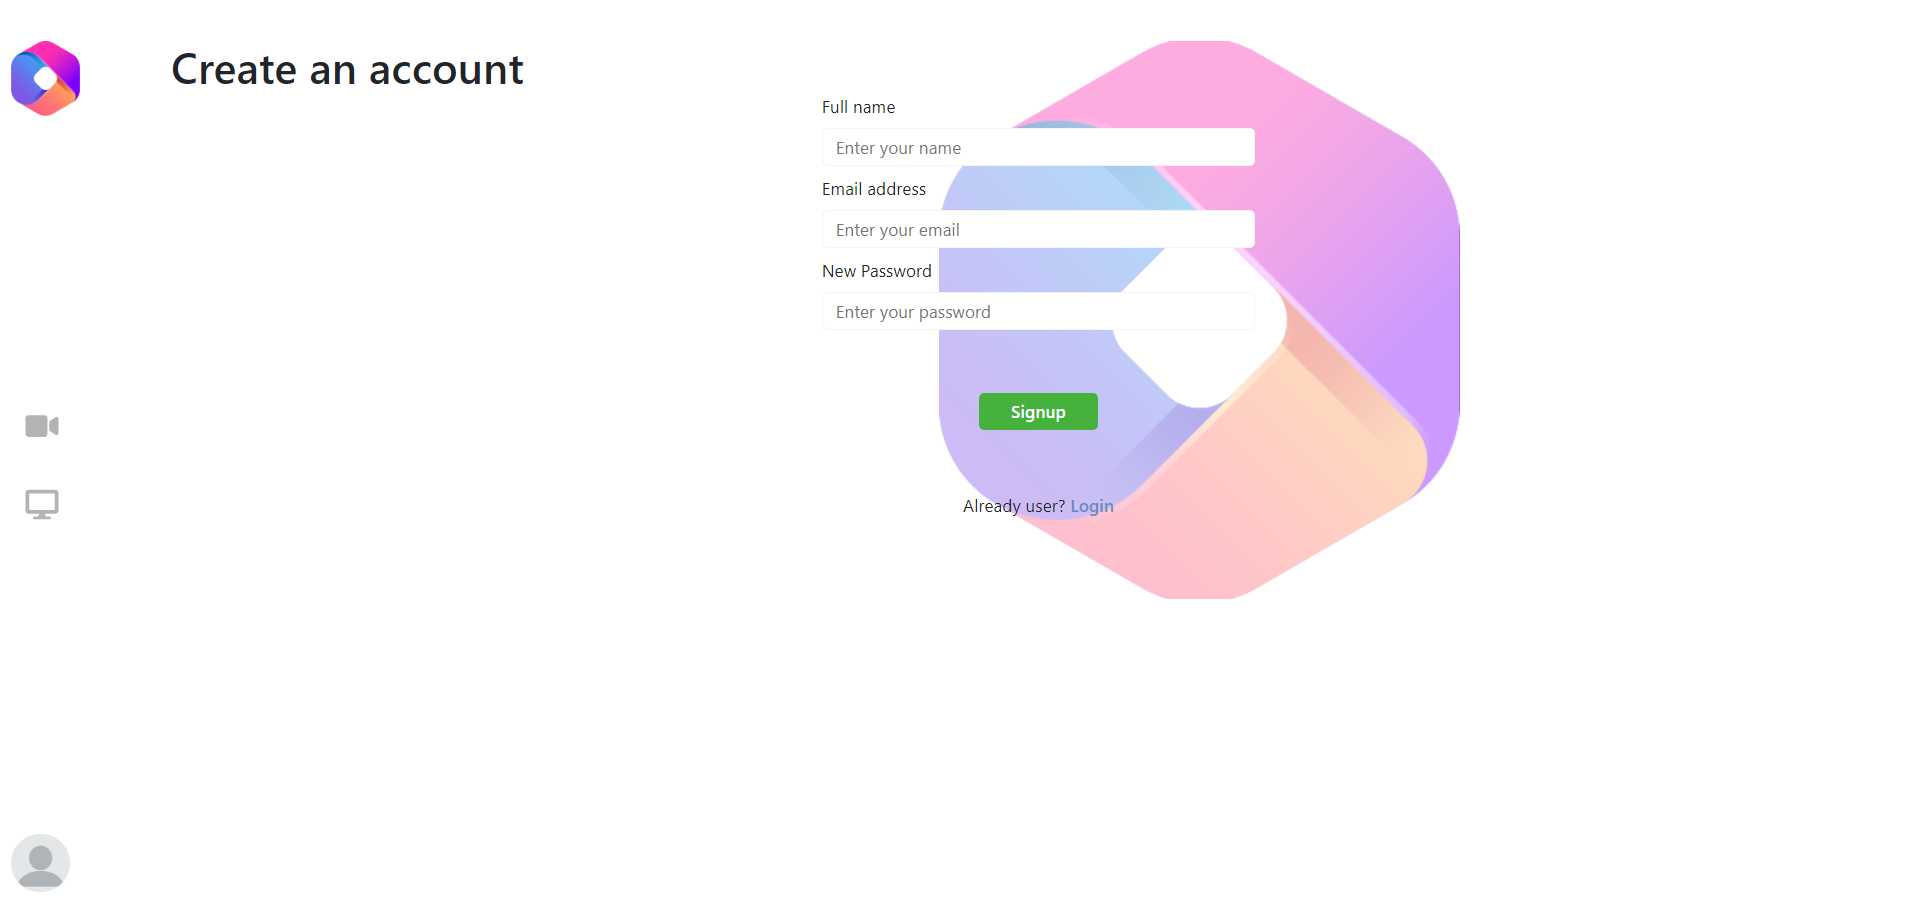 Create an account
Full name
Enter your name
Email address
Enter your email
New Password
Enter your password
Signup
Already user? Login